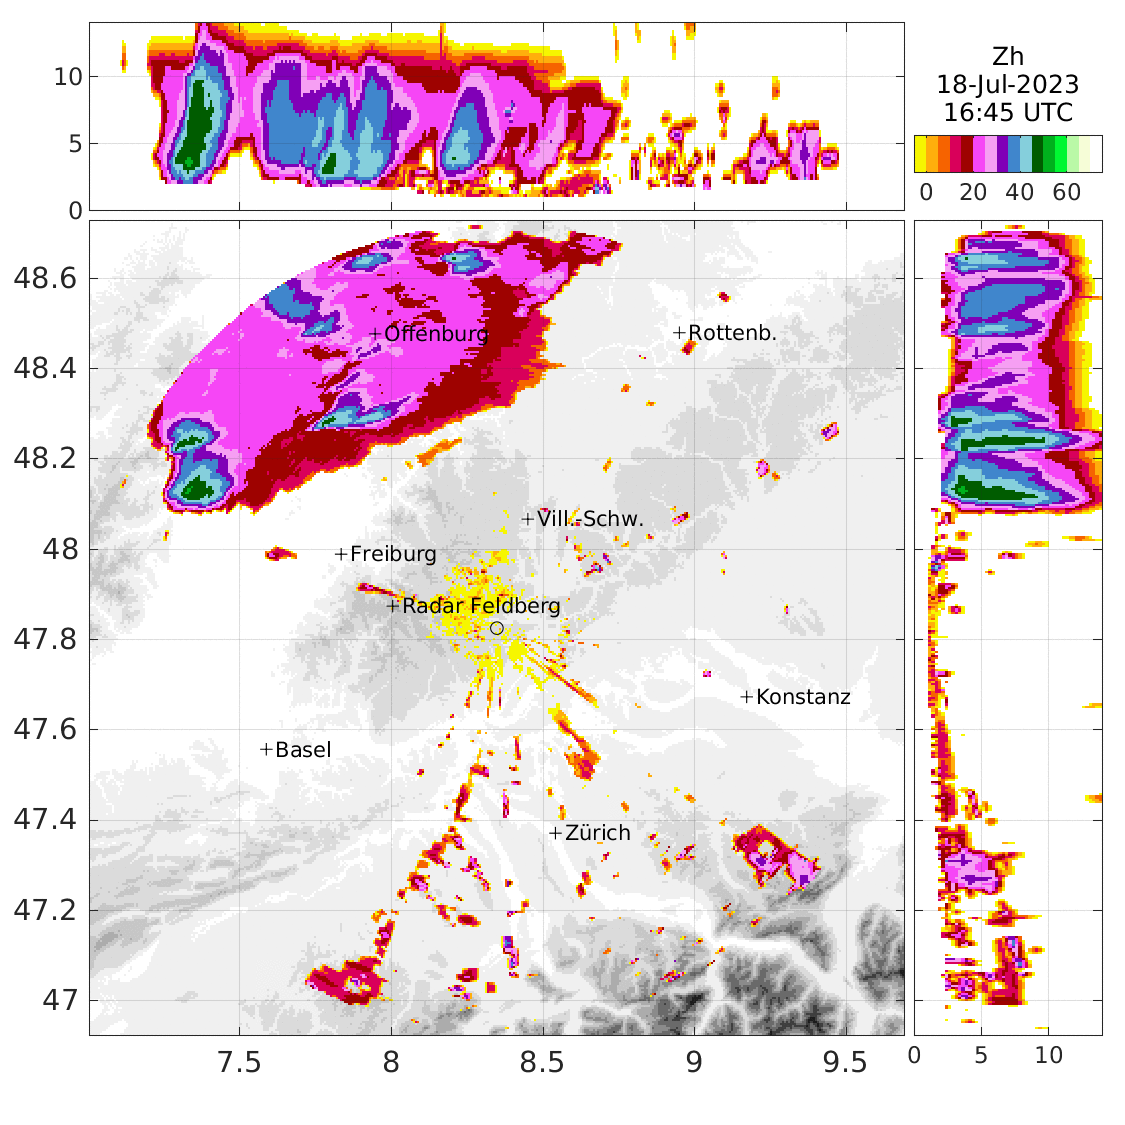 Zh
18-Jul-2023
16:45 UTC
0 20 40 60
10
5
0
48.6
48.4
48.2
48
47.8
47.6
47.4
47.2
47
Offenburg
Rottenb.
Vill.-Schw.
Freiburg
Radar Feldberg
Konstanz
Basel
Zürich
7.5 8 8.5 9 9.5
0 5 10